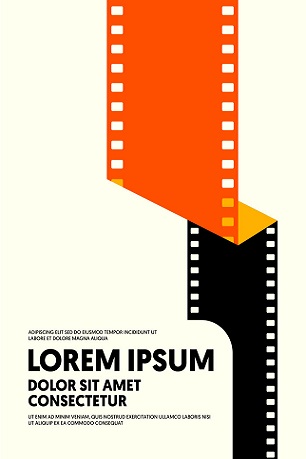 ADIPISCING ELIT SED DO EIUSMOD TEMPOR INCIDIDUNT UT
LABORI ET DOLORE MAGNA ALIQUA
LOREM IPSUM
DOLOR SIT AMET
CONSECTETUR
UT ENIM AD MINIM VENIAM, QUIS NOSTRUD EXERCITATION ULLAMCO LABORIS NISI
UT ALIQUIP EX EA COMMODO CONSEQUAT